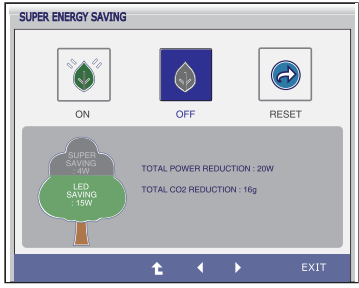 SUPER ENERGY SAVING
ON
OFF
RESET
SUPER
SAVING
: 4W
LED
SAVING
: 15W
TOTAL POWER REDUCTION : 20W
TOTAL CO2 REDUCTION : 16g
EXIT